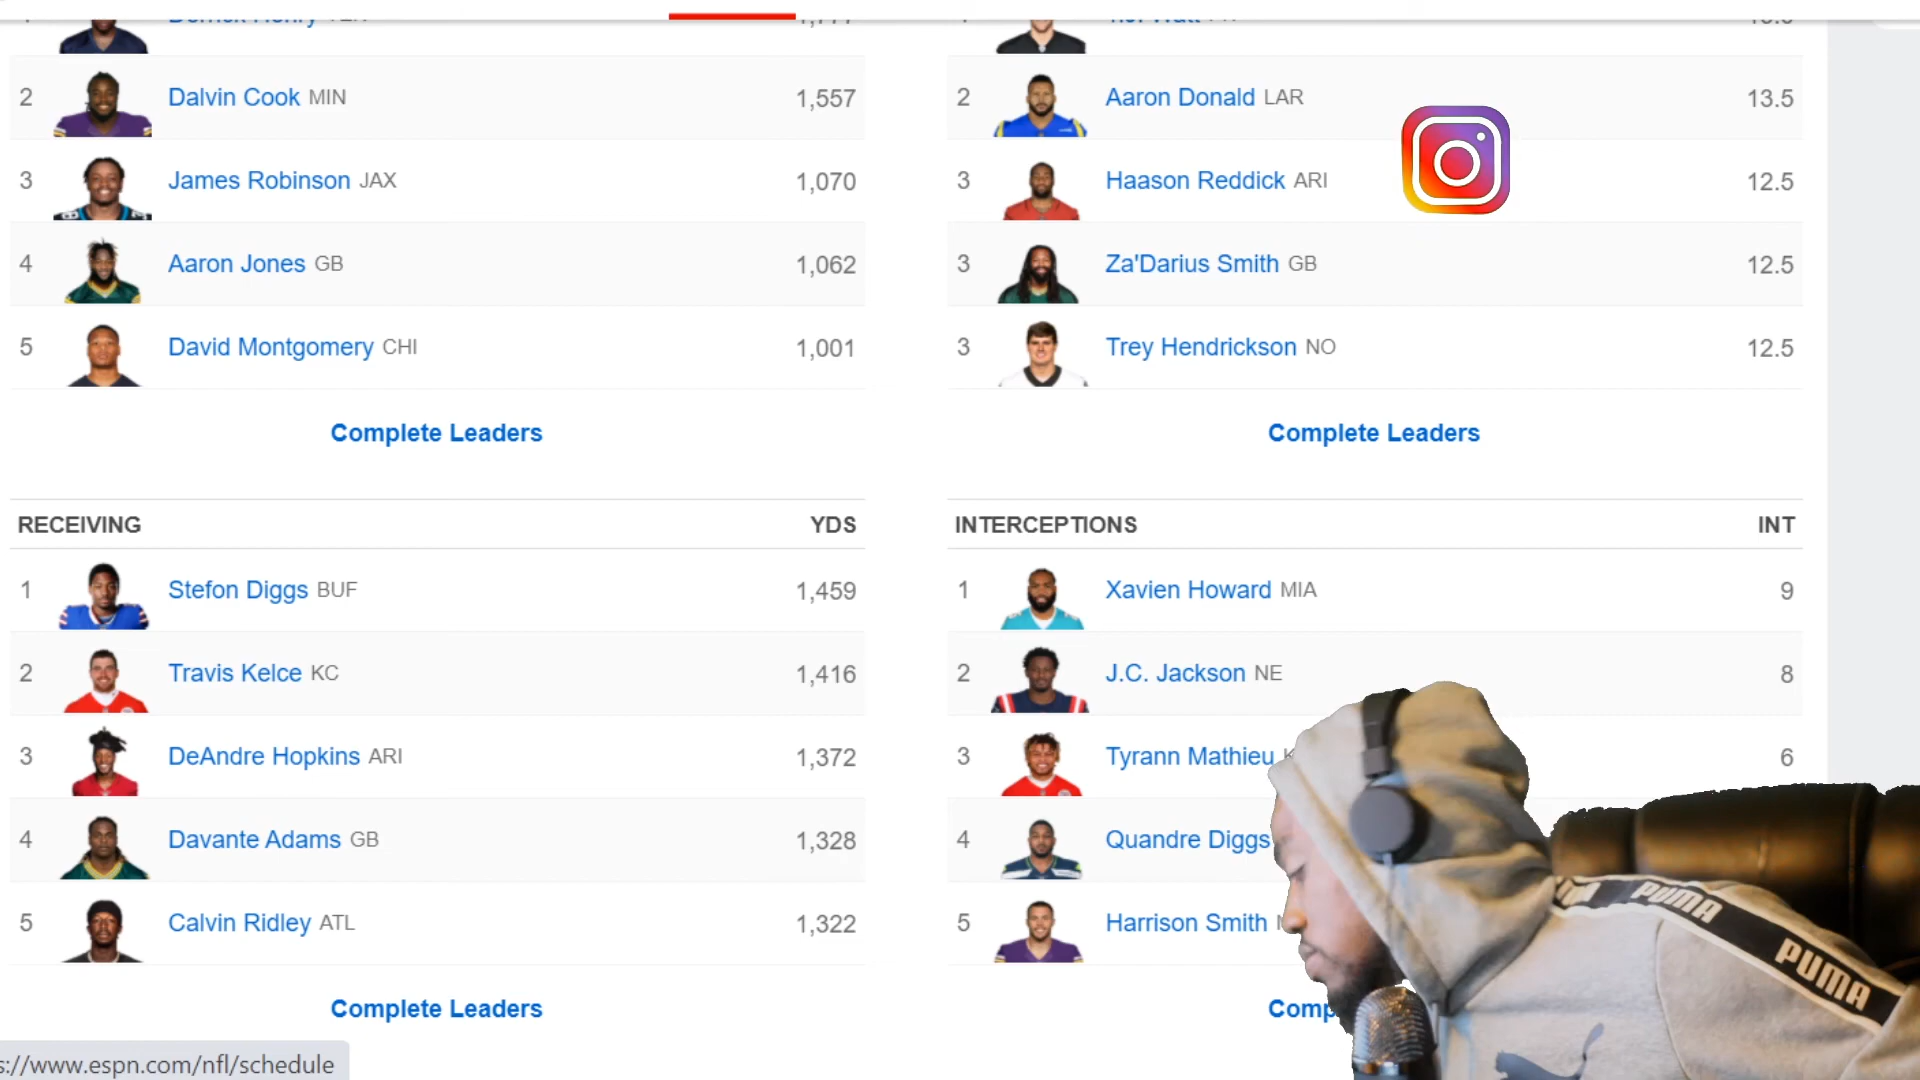 2 Dalvin Cook MIN 1,557
3 James Robinson JAX 1,070
4 Aaron Jones GB 1,062
5 David Montgomery CHI 1,001
Complete Leaders
2 Aaron Donald LAR 13.5
3 Haason Reddick ARI 12.5
3 Za'Darius Smith GB 12.5
3 Trey Hendrickson NO 12.5
Complete Leaders
RECEIVING YDS
1 Stefon Diggs BUF 1,459
2 Travis Kelce KC 1,416
3 DeAndre Hopkins ARI 1,372
4 Davante Adams GB 1,328
5 Calvin Ridley ATL 1,322
Complete Leaders
INTERCEPTIONS INT
1 Xavien Howard MIA 9
2 J.C. Jackson NE 8
3 Tyrann Mathieu 6
4 Quandre Diggs
5 Harrison Smith
PUMA
PUMA
s://www.espn.com/nfl/schedule